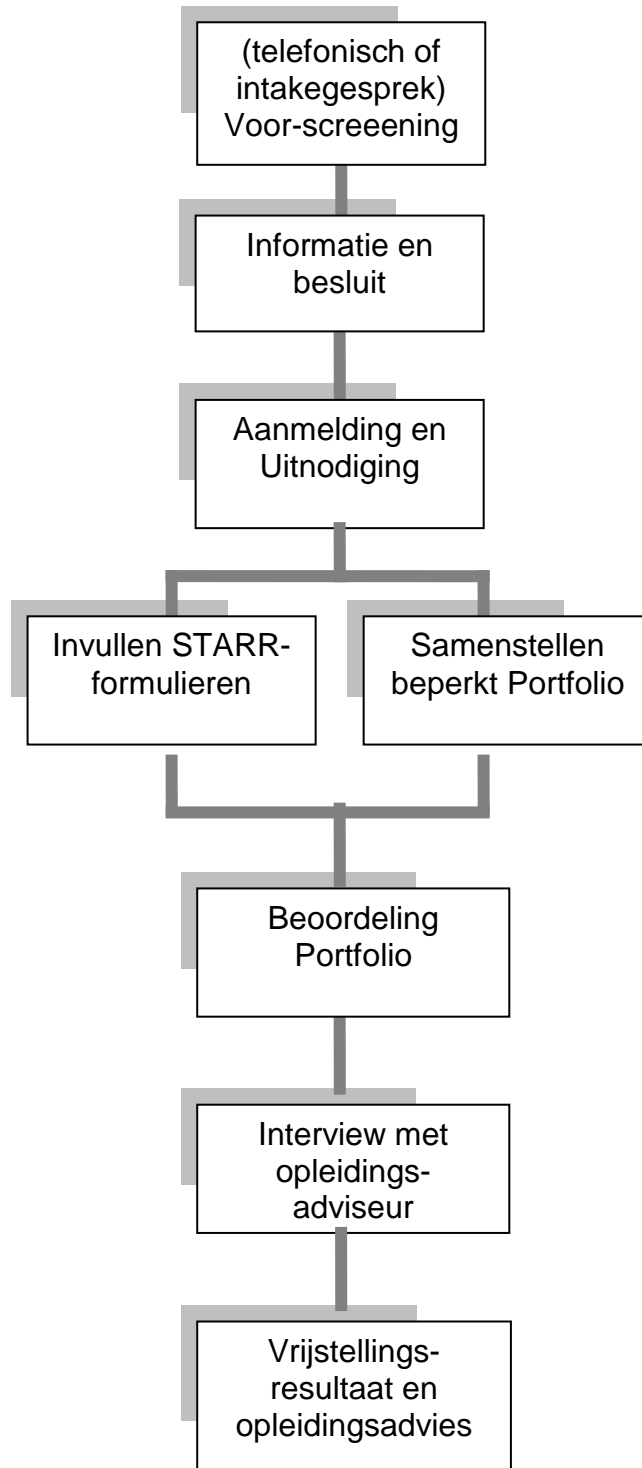 (telefonisch of
intakegesprek)
Voor-screeening
Informatie en
besluit
Aanmelding en
Uitnodiging
Invullen STARR-
formulieren
Samenstellen
beperkt Portfolio
Beoordeling
Portfolio
Interview met
opleidings-
adviseur
Vrijstellings-
resultaat en
opleidingsadvies